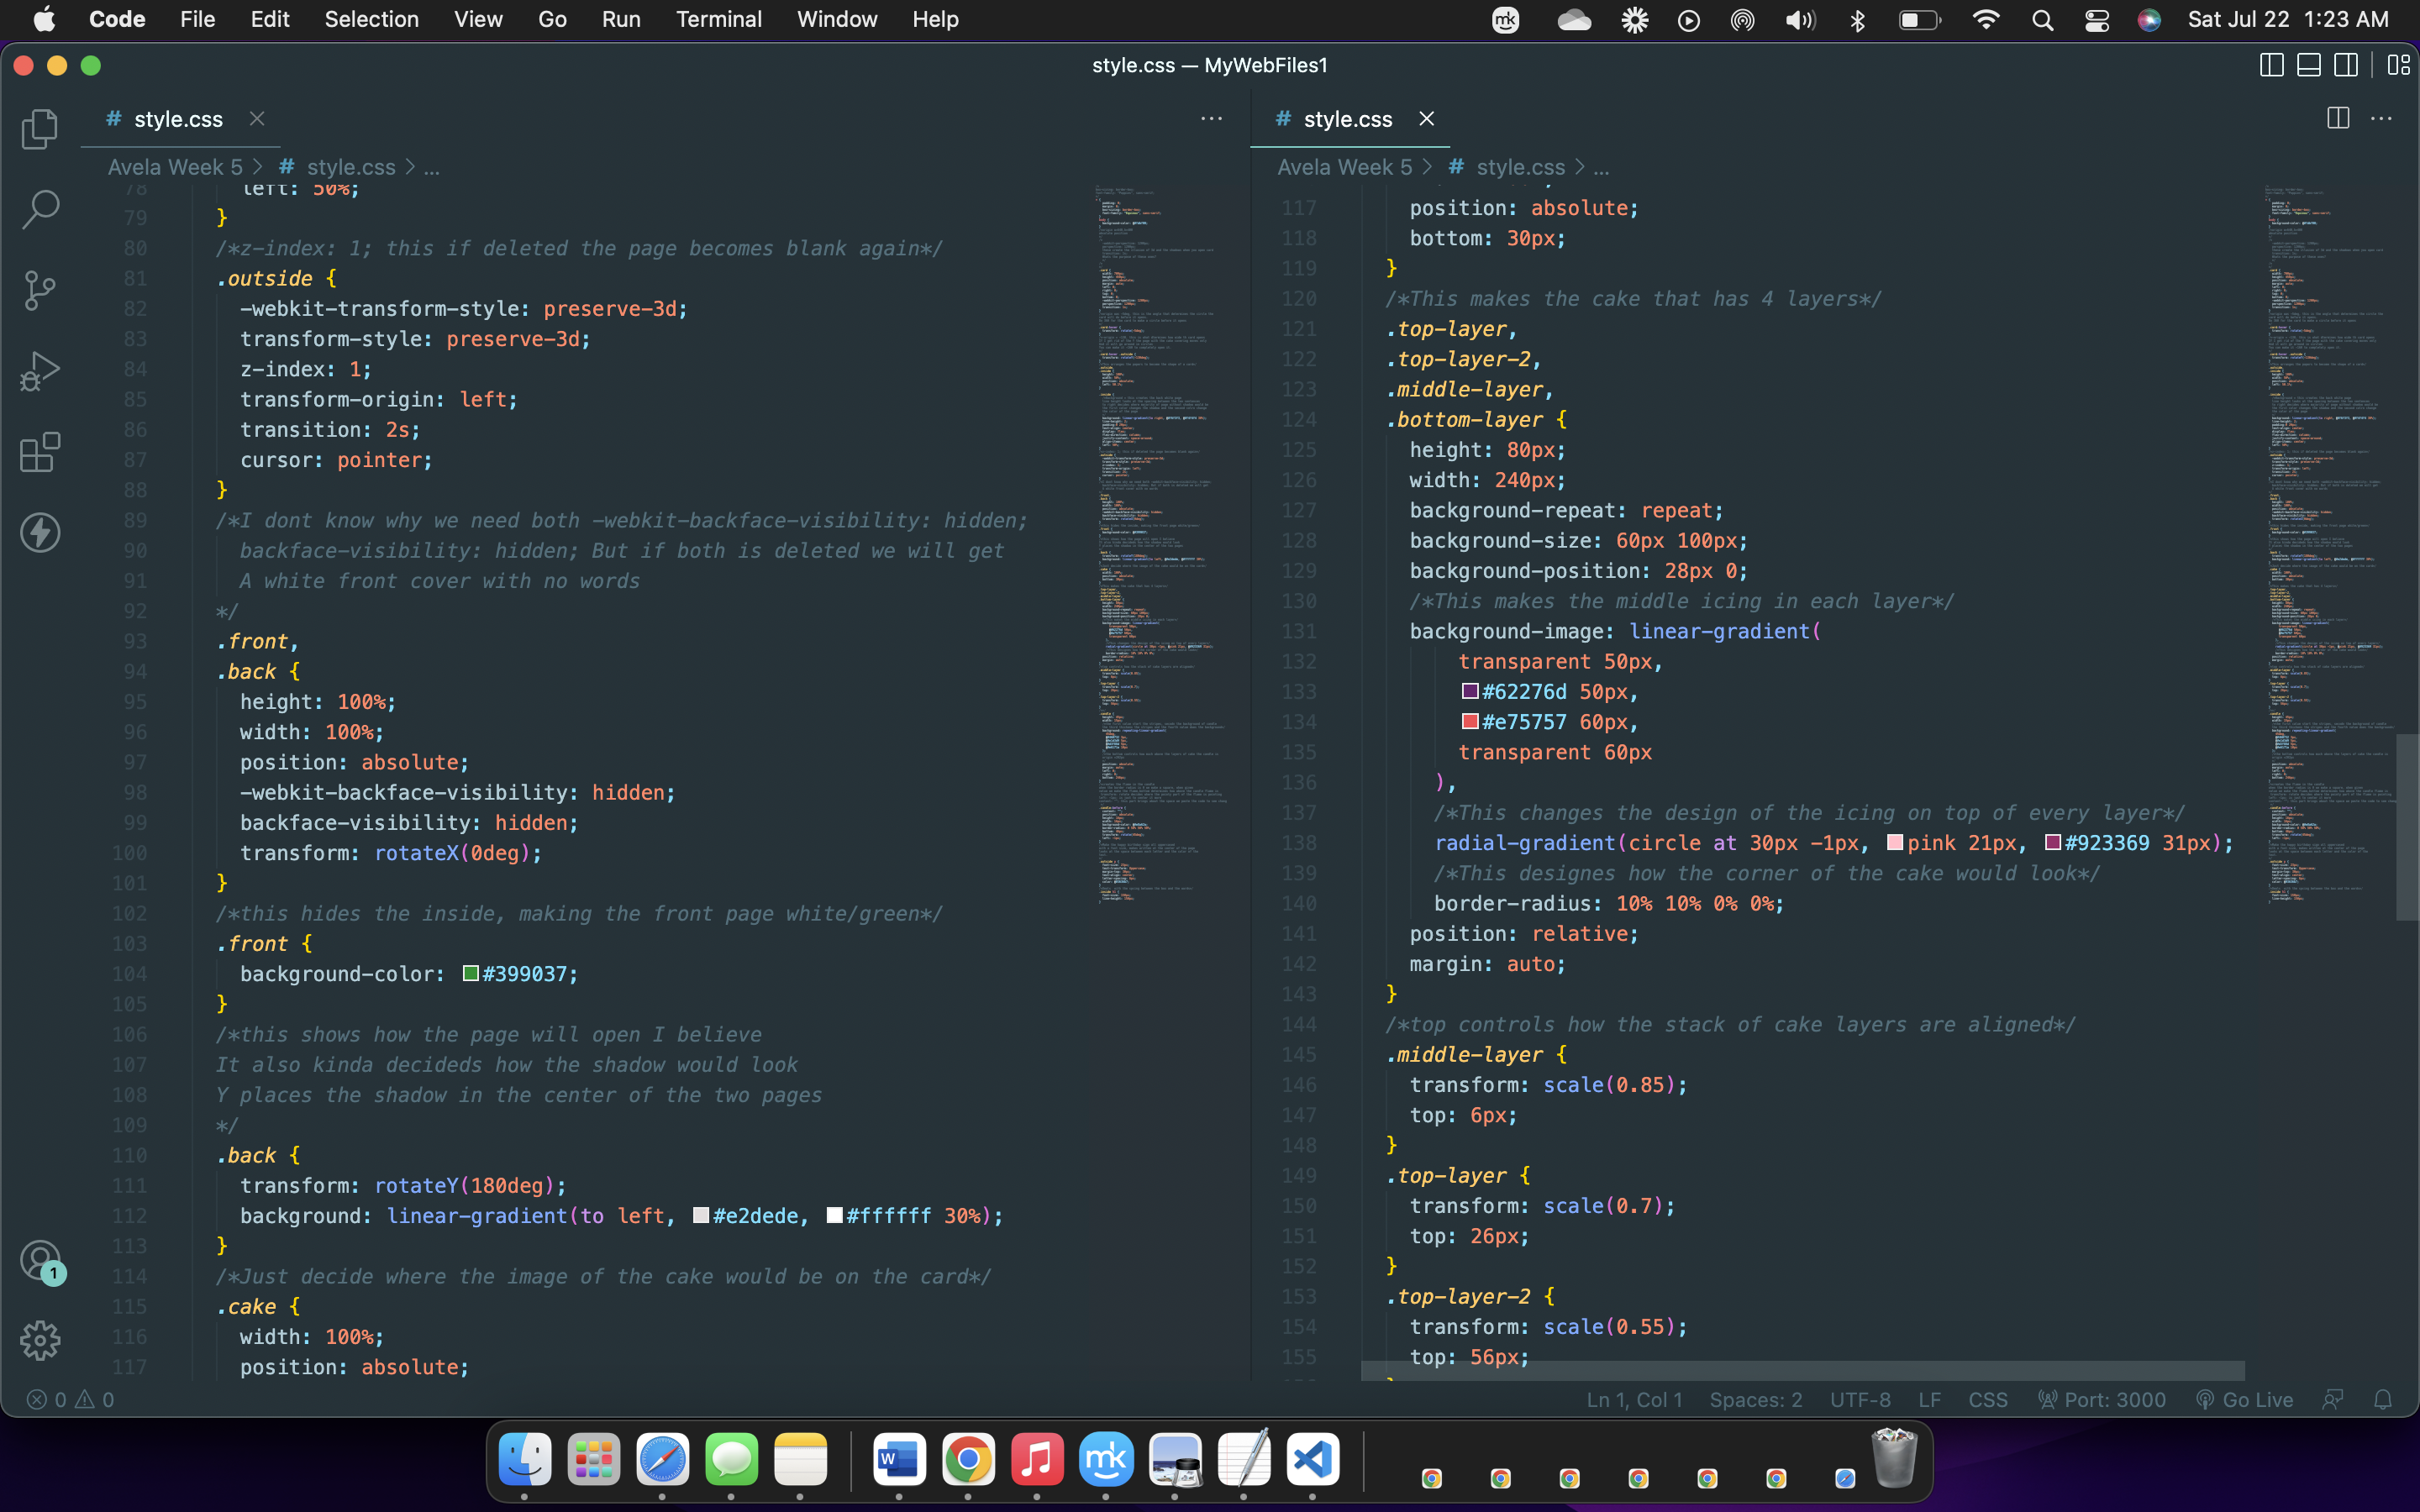 Code File Edit Selection View Go Run Terminal Window Help mk Sat Jul 22 1:23 AM
style.css — MyWebFiles1
# style.css
Avela Week 5 > # style.css > ...
78 left: 50%;
79 }
80 /*z-index: 1; this if deleted the page becomes blank again*/
81 .outside {
82 -webkit-transform-style: preserve-3d;
83 transform-style: preserve-3d;
84 z-index: 1;
85 transform-origin: left;
86 transition: 2s;
87 cursor: pointer;
88 }
89 /*I dont know why we need both -webkit-backface-visibility: hidden;
90 backface-visibility: hidden; But if both is deleted we will get
91 A white front cover with no words
92 */
93 .front,
94 .back {
95 height: 100%;
96 width: 100%;
97 position: absolute;
98 -webkit-backface-visibility: hidden;
99 backface-visibility: hidden;
100 transform: rotateX(0deg);
101 }
102 /*this hides the inside, making the front page white/green*/
103 .front {
104 background-color: #399037;
105 }
106 /*this shows how the page will open I believe
107 It also kinda decideds how the shadow would look
108 Y places the shadow in the center of the two pages
109 */
110 .back {
111 transform: rotateY(180deg);
112 background: linear-gradient(to left, #e2dede, #ffffff 30%);
113 }
114 /*Just decide where the image of the cake would be on the card*/
115 .cake {
116 width: 100%;
117 position: absolute;
# style.css
Avela Week 5 > # style.css > ...
117 position: absolute;
118 bottom: 30px;
119 }
120 /*This makes the cake that has 4 layers*/
121 .top-layer,
122 .top-layer-2,
123 .middle-layer,
124 .bottom-layer {
125 height: 80px;
126 width: 240px;
127 background-repeat: repeat;
128 background-size: 60px 100px;
129 background-position: 28px 0;
130 /*This makes the middle icing in each layer*/
131 background-image: linear-gradient(
132 transparent 50px,
133 #62276d 50px,
134 #e75757 60px,
135 transparent 60px
136 ),
137 /*This changes the design of the icing on top of every layer*/
138 radial-gradient(circle at 30px -1px, pink 21px, #923369 31px);
139 /*This designes how the corner of the cake would look*/
140 border-radius: 10% 10% 0% 0%;
141 position: relative;
142 margin: auto;
143 }
144 /*top controls how the stack of cake layers are aligned*/
145 .middle-layer {
146 transform: scale(0.85);
147 top: 6px;
148 }
149 .top-layer {
150 transform: scale(0.7);
151 top: 26px;
152 }
153 .top-layer-2 {
154 transform: scale(0.55);
155 top: 56px;
1
0 0 Ln 1, Col 1 Spaces: 2 UTF-8 LF CSS Port: 3000 Go Live
W mk